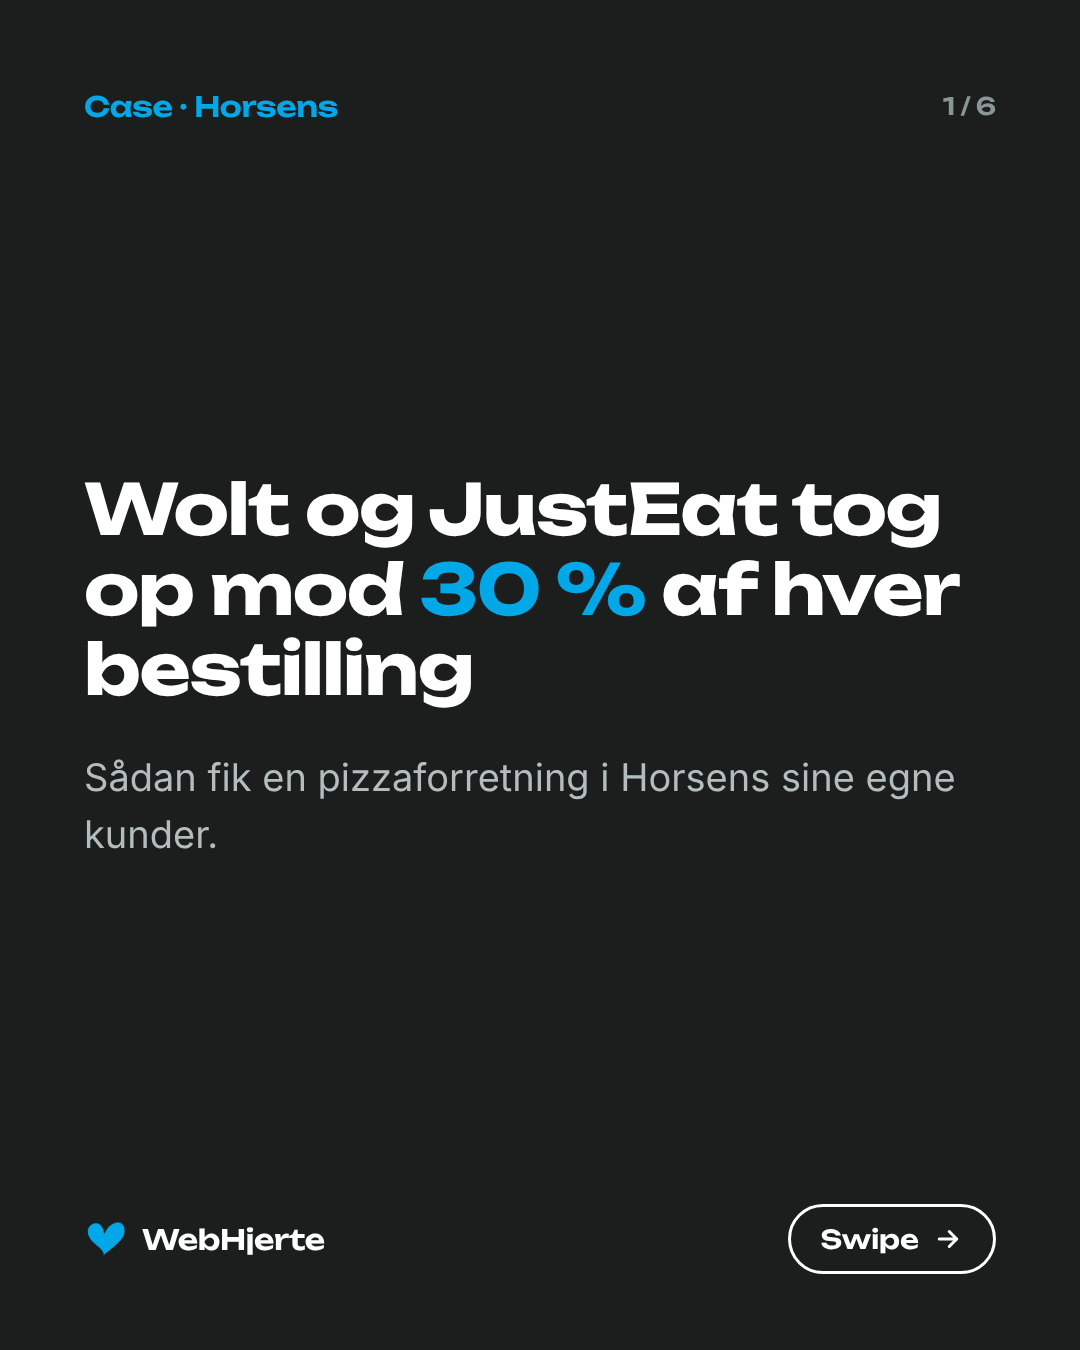 Case · Horsens
1/6
Wolt og JustEat tog
op mod 30 % af hver
bestilling
Sådan fik en pizzaforretning i Horsens sine egne
kunder.
WebHjerte
Swipe →